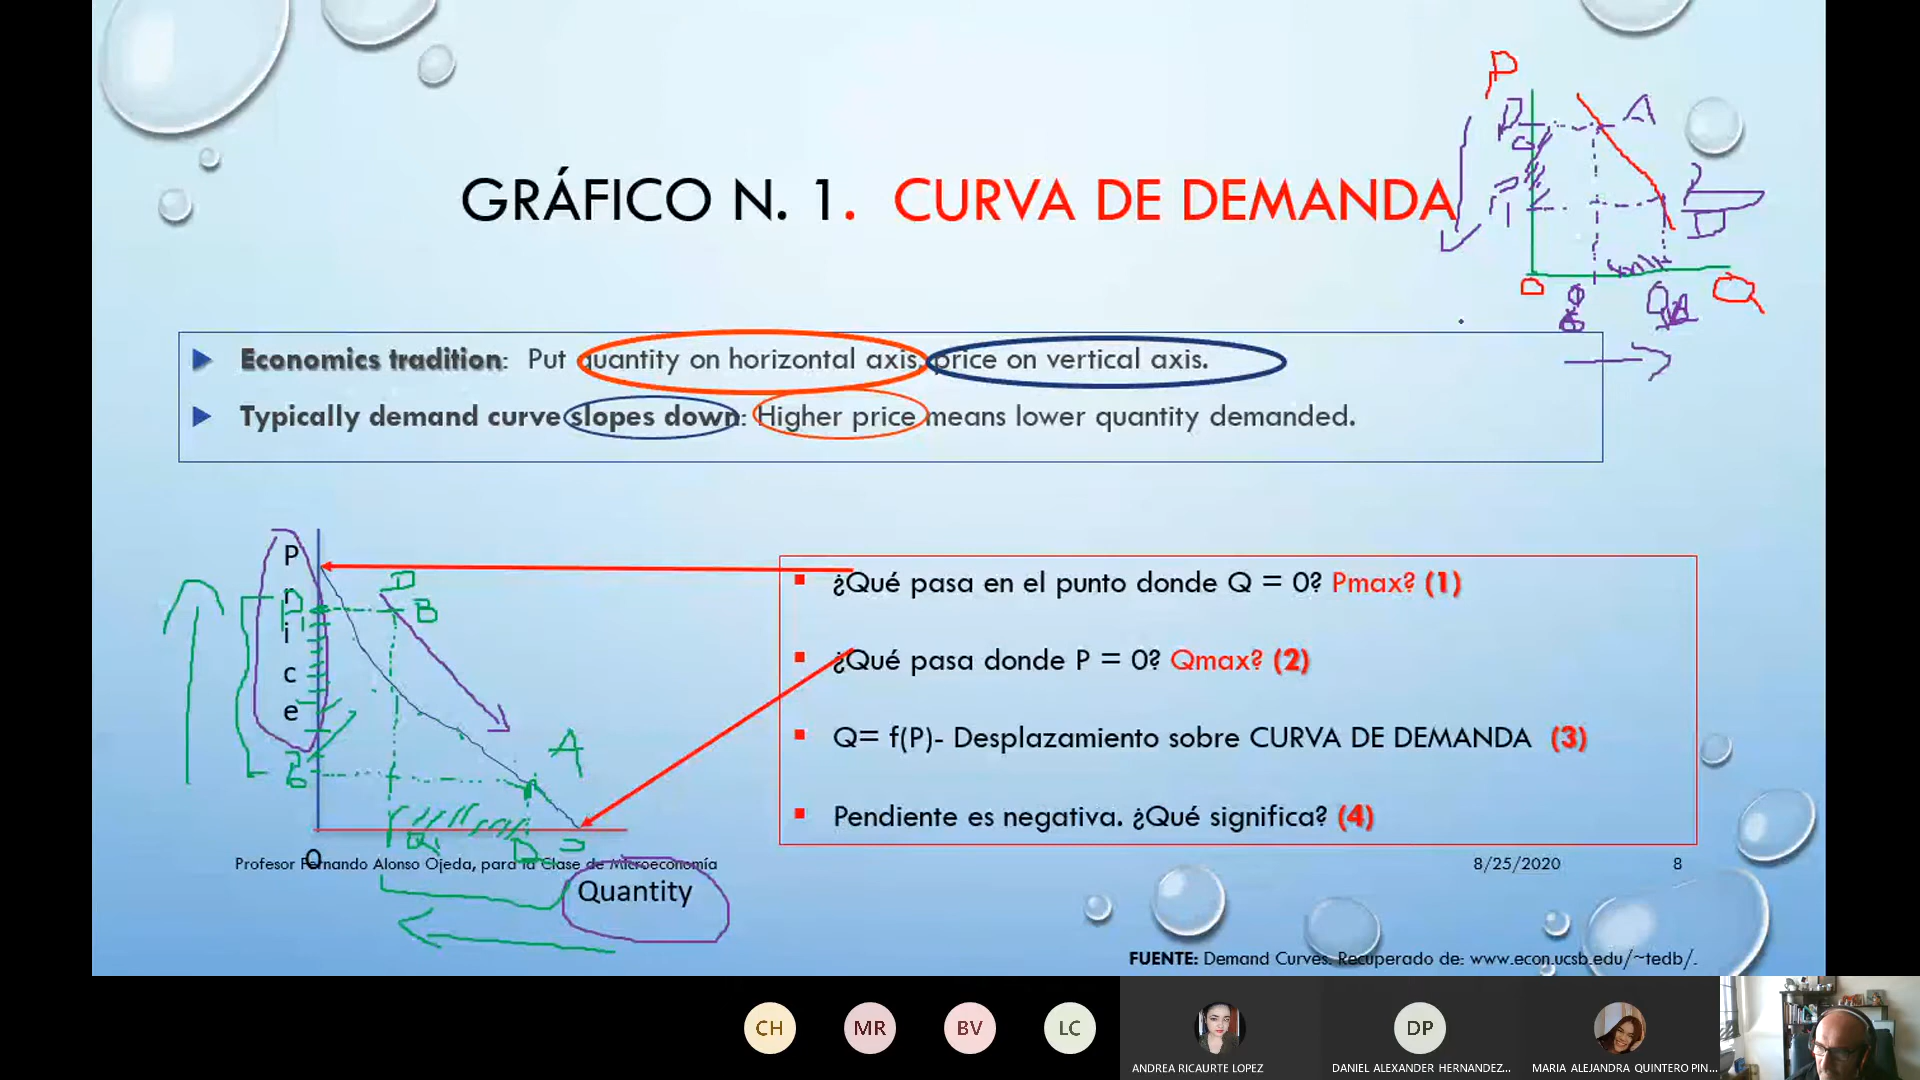 P
A
GRÁFICO N. 1. CURVA DE DEMANDA
Q
Economics tradition: Put quantity on horizontal axis, price on vertical axis.
Typically demand curve slopes down: Higher price means lower quantity demanded.
Price
D
B
A
¿Qué pasa en el punto donde Q = 0? Pmax? (1)
¿Qué pasa donde P = 0? Qmax? (2)
Q= f(P)- Desplazamiento sobre CURVA DE DEMANDA (3)
Pendiente es negativa. ¿Qué significa? (4)
0
Profesor Fernando Alonso Ojeda, para la Clase de Microeconomía
8/25/2020
8
Quantity
FUENTE: Demand Curves. Recuperado de: www.econ.ucsb.edu/~tedb/.
CH
MR
BV
LC
DP
ANDREA RICAURTE LOPEZ
DANIEL ALEXANDER HERNANDEZ...
MARIA ALEJANDRA QUINTERO PIN...